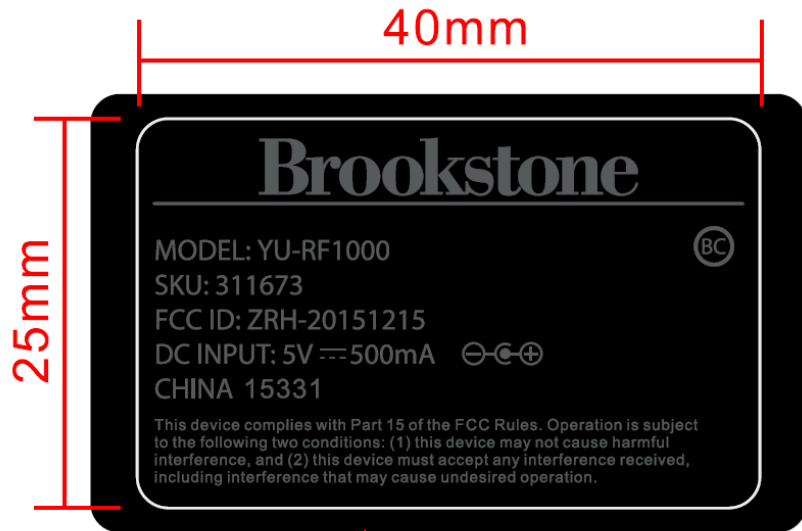 40mm
25mm
Brookstone
MODEL: YU-RF1000
BC
SKU: 311673
FCC ID: ZRH-20151215
DC INPUT: 5V ⎓ 500mA
CHINA 15331
This device complies with Part 15 of the FCC Rules. Operation is subject
to the following two conditions: (1) this device may not cause harmful
interference, and (2) this device must accept any interference received,
including interference that may cause undesired operation.